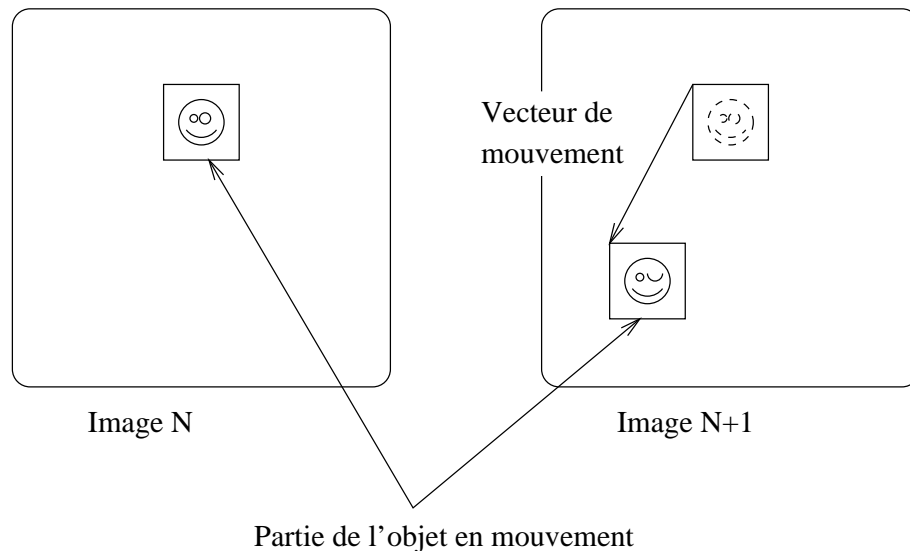 Vecteur de
mouvement
Image N
Image N+1
Partie de l’objet en mouvement